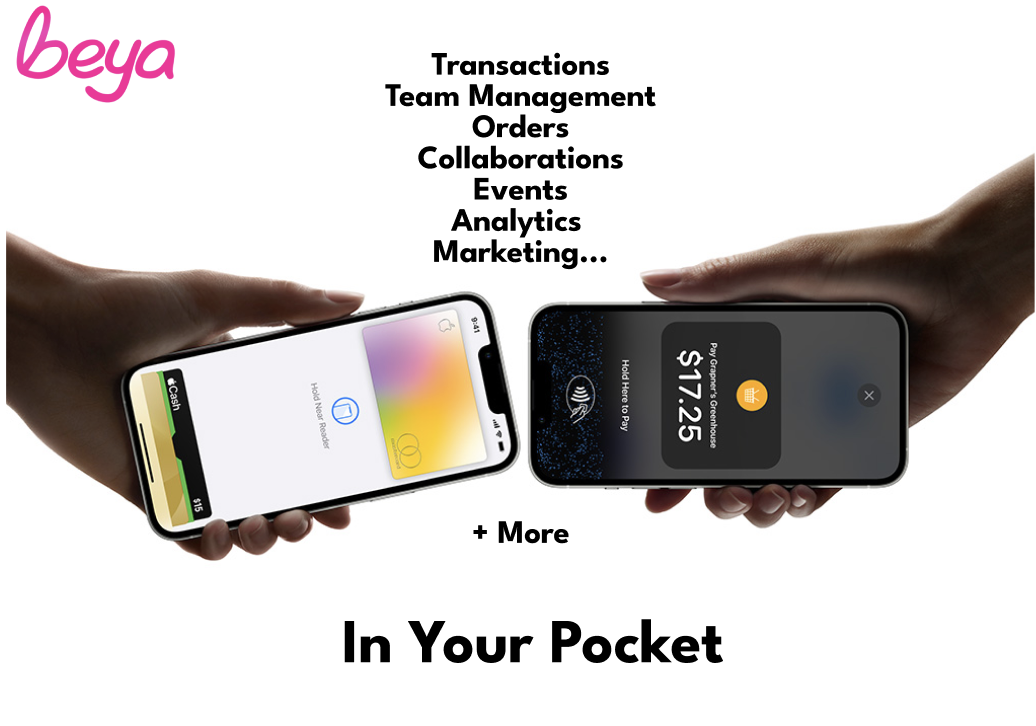 beya
Transactions
Team Management
Orders
Collaborations
Events
Analytics
Marketing...
9:41
Cash
$15
Hold Near Reader
Hold Here to Pay
Pay Grapner's Greenhouse
$17.25
+ More
In Your Pocket